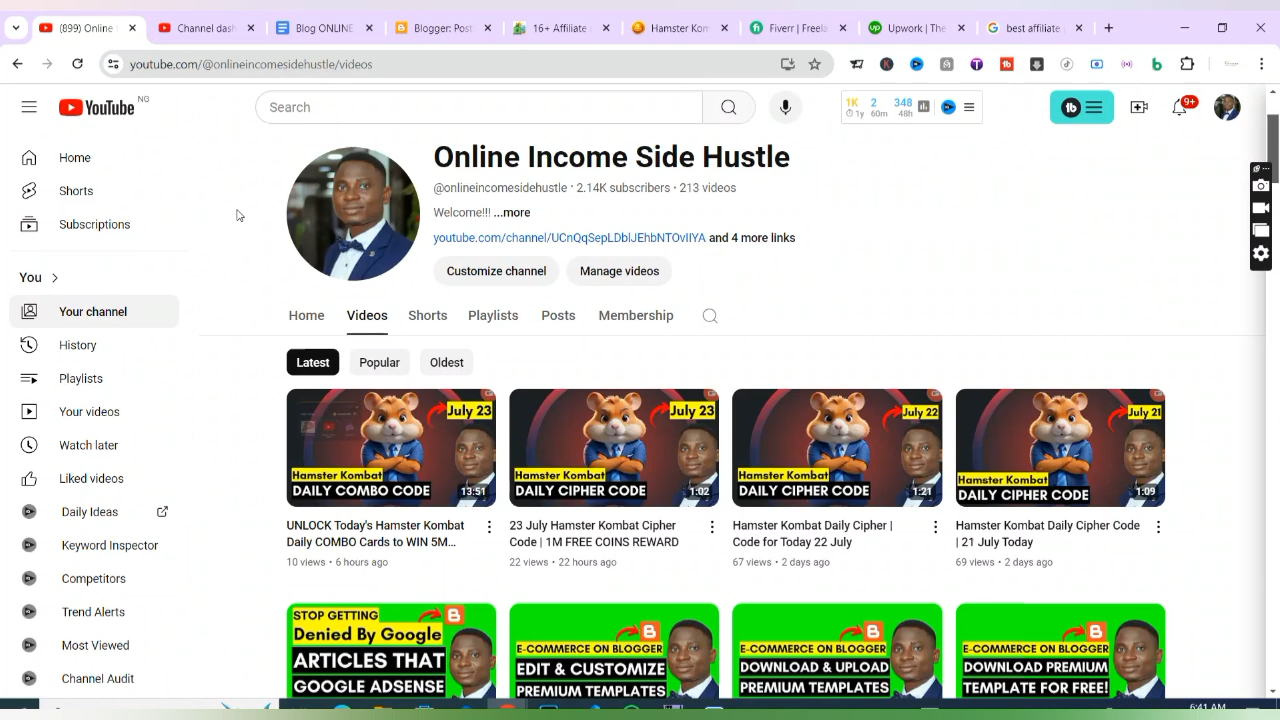 (899) Online I
Channel dash
Blog ONLINE
Blogger: Post
16+ Affiliate
Hamster Kom
Fiverr | Freela
Upwork | The
best affiliate
youtube.com/@onlineincomesidehustle/videos
YouTube NG
Search
1K 2 348
1y 60m 48h
9+
Home
Shorts
Subscriptions
You
Your channel
History
Playlists
Your videos
Watch later
Liked videos
Daily Ideas
Keyword Inspector
Competitors
Trend Alerts
Most Viewed
Channel Audit
Online Income Side Hustle
@onlineincomesidehustle · 2.14K subscribers · 213 videos
Welcome!!! ...more
youtube.com/channel/UCnQqSepLDblJEhbNTOvIIYA and 4 more links
Customize channel
Manage videos
Home
Videos
Shorts
Playlists
Posts
Membership
Latest
Popular
Oldest
July 23
Hamster Kombat
DAILY COMBO CODE
13:51
UNLOCK Today's Hamster Kombat
Daily COMBO Cards to WIN 5M...
10 views • 6 hours ago
July 23
Hamster Kombat
DAILY CIPHER CODE
1:02
23 July Hamster Kombat Cipher
Code | 1M FREE COINS REWARD
22 views • 22 hours ago
July 22
Hamster Kombat
DAILY CIPHER CODE
1:21
Hamster Kombat Daily Cipher |
Code for Today 22 July
67 views • 2 days ago
July 21
Hamster Kombat
DAILY CIPHER CODE
1:09
Hamster Kombat Daily Cipher Code
| 21 July Today
69 views • 2 days ago
STOP GETTING
Denied By Google
ARTICLES THAT
GOOGLE ADSENSE
E-COMMERCE ON BLOGGER
EDIT & CUSTOMIZE
PREMIUM TEMPLATES
E-COMMERCE ON BLOGGER
DOWNLOAD & UPLOAD
PREMIUM TEMPLATES
E-COMMERCE ON BLOGGER
DOWNLOAD PREMIUM
TEMPLATE FOR FREE!
6:41 AM